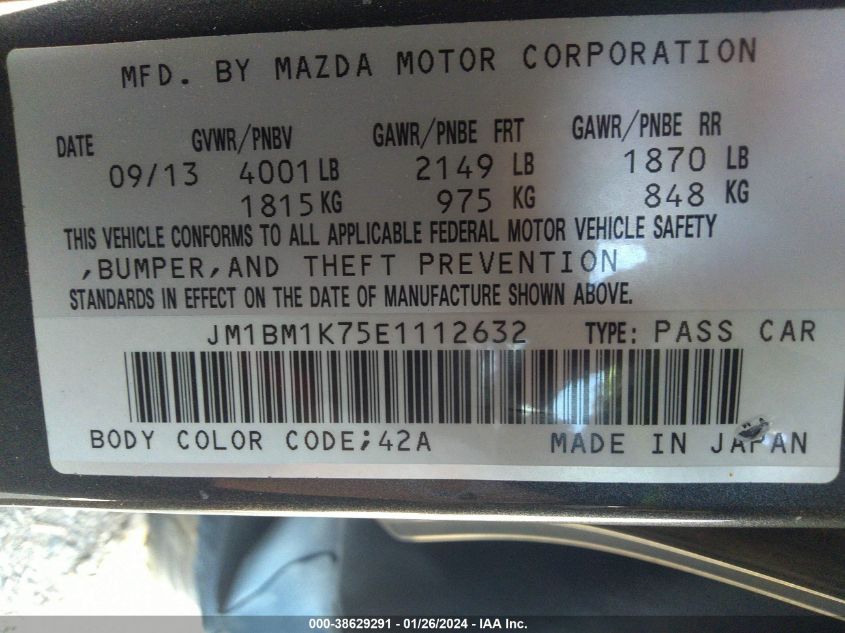 MFD. BY MAZDA MOTOR CORPORATION
DATE GVWR/PNBV GAWR/PNBE FRT GAWR/PNBE RR
09/13 4001 LB 2149 LB 1870 LB
1815 KG 975 KG 848 KG
THIS VEHICLE CONFORMS TO ALL APPLICABLE FEDERAL MOTOR VEHICLE SAFETY
,BUMPER,AND THEFT PREVENTION
STANDARDS IN EFFECT ON THE DATE OF MANUFACTURE SHOWN ABOVE.
JM1BM1K75E1112632 TYPE: PASS CAR
BODY COLOR CODE;42A MADE IN JAPAN
000-38629291 - 01/26/2024 - IAA Inc.